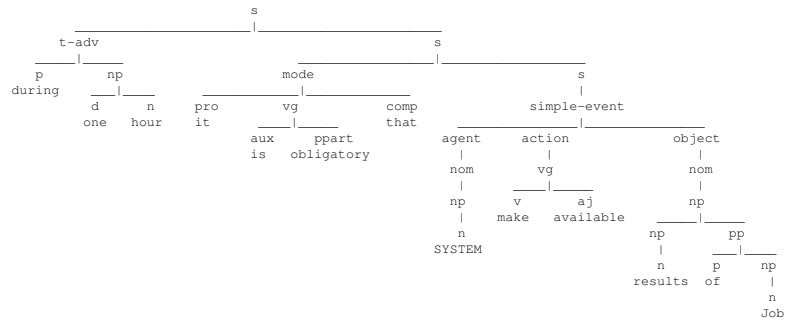 s
t-adv s
p np mode s
during
d n pro vg comp simple-event
one hour it that
aux ppart agent action object
is obligatory
nom vg nom
np v aj np
make available
n np pp
SYSTEM
n p np
results of
n
Job